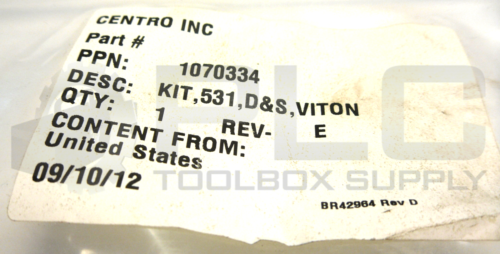 CENTRO INC
Part #
PPN: 1070334
DESC: KIT,531,D&S,VITON
QTY: 1 REV- E
CONTENT FROM:
United States
09/10/12
BR42964 Rev D
PLC
TOOLBOX SUPPLY